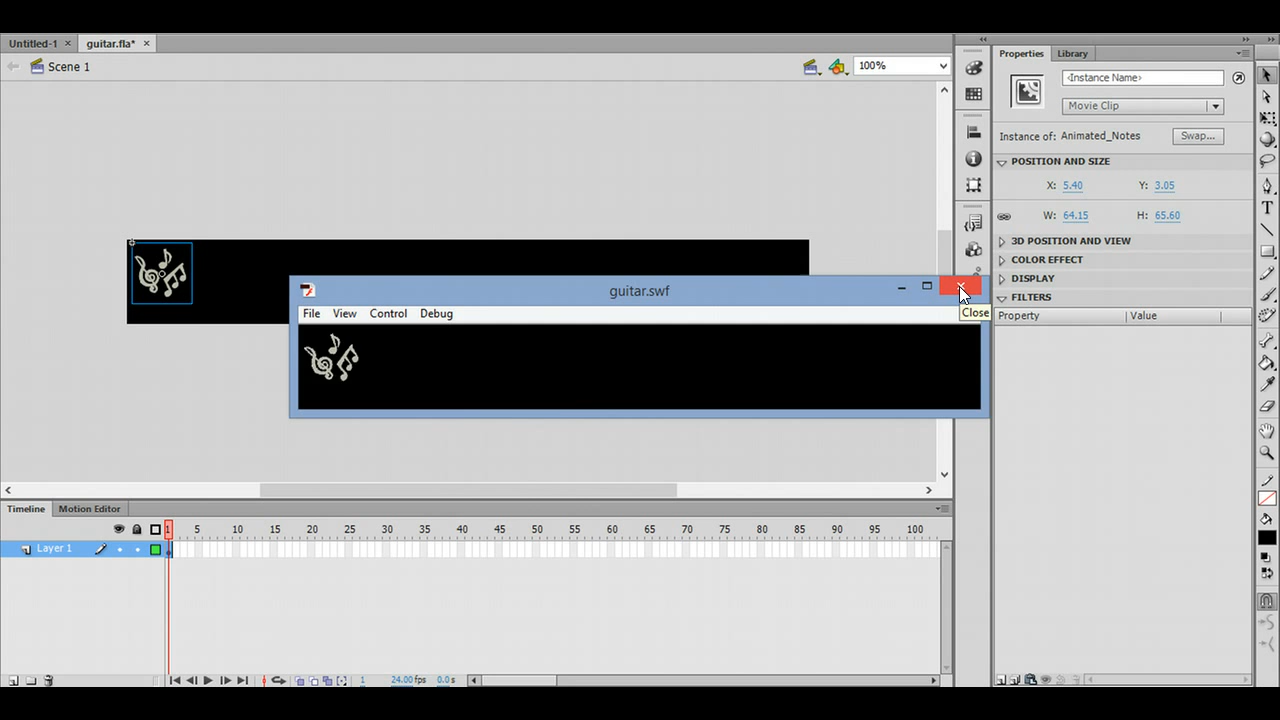 Untitled-1 × guitar.fla* ×
Scene 1
100%
Properties Library
<Instance Name>
Movie Clip
Instance of: Animated_Notes Swap...
POSITION AND SIZE
X: 5.40 Y: 3.05
W: 64.15 H: 65.60
3D POSITION AND VIEW
COLOR EFFECT
DISPLAY
FILTERS
Property Value
guitar.swf
Close
File View Control Debug
Timeline Motion Editor
1 5 10 15 20 25 30 35 40 45 50 55 60 65 70 75 80 85 90 95 100
Layer 1
1 24.00 fps 0.0 s